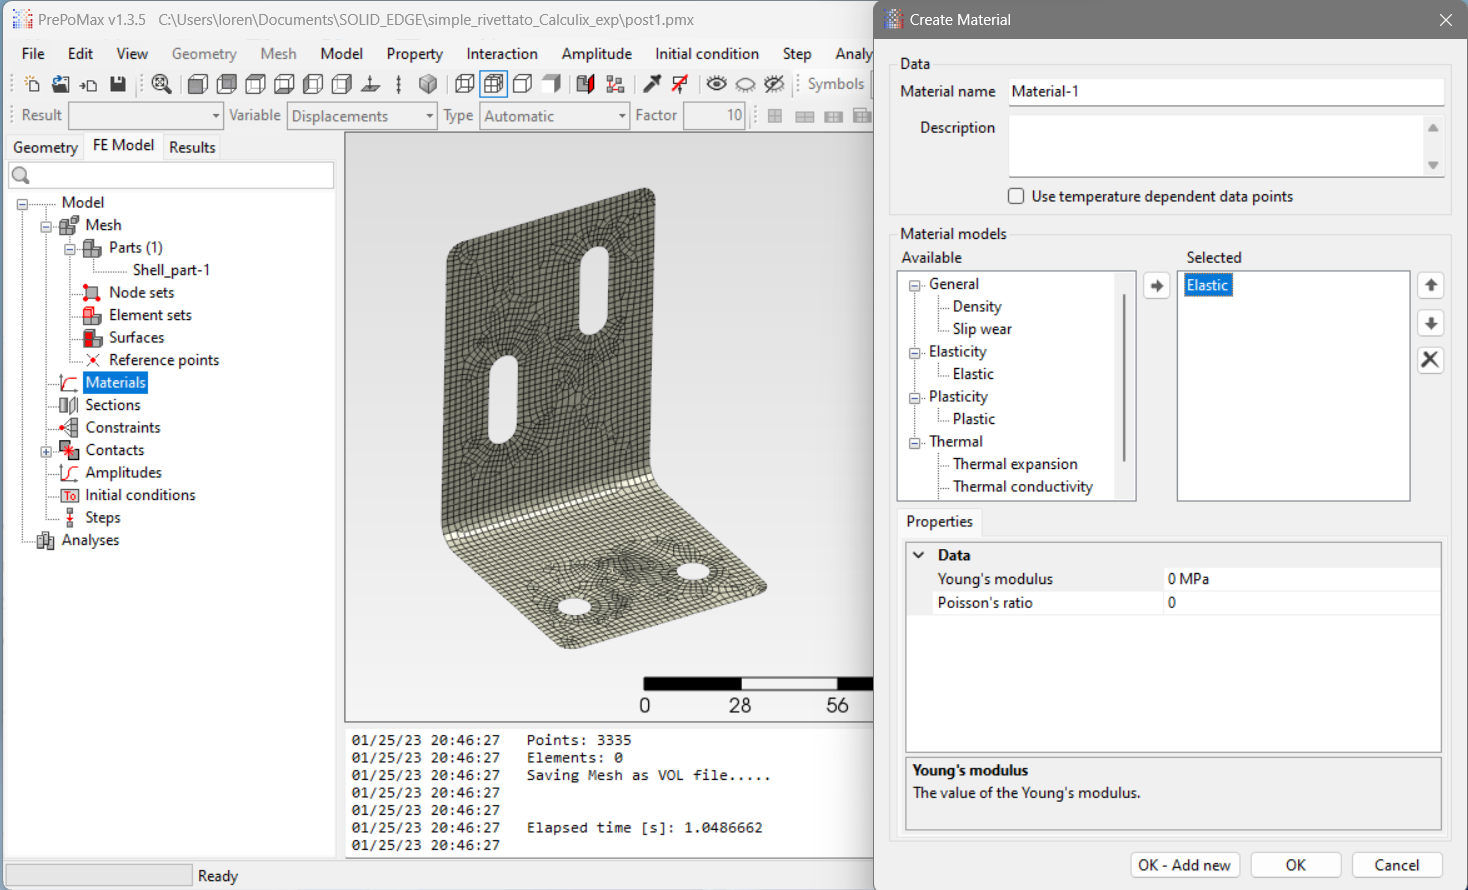 PrePoMax v1.3.5 C:\Users\loren\Documents\SOLID_EDGE\simple_rivettato_Calculix_exp\post1.pmx
File Edit View Geometry Mesh Model Property Interaction Amplitude Initial condition Step Analy
Symbols
Result Variable Displacements Type Automatic Factor 10
Geometry FE Model Results
Model
Mesh
Parts (1)
Shell_part-1
Node sets
Element sets
Surfaces
Reference points
Materials
Sections
Constraints
Contacts
Amplitudes
To Initial conditions
Steps
Analyses
0 28 56
01/25/23 20:46:27 Points: 3335
01/25/23 20:46:27 Elements: 0
01/25/23 20:46:27 Saving Mesh as VOL file.....
01/25/23 20:46:27
01/25/23 20:46:27
01/25/23 20:46:27 Elapsed time [s]: 1.0486662
01/25/23 20:46:27
Ready
Create Material
Data
Material name Material-1
Description
Use temperature dependent data points
Material models
Available Selected
General
Density
Slip wear
Elasticity
Elastic
Plasticity
Plastic
Thermal
Thermal expansion
Thermal conductivity
Elastic
Properties
Data
Young's modulus 0 MPa
Poisson's ratio 0
Young's modulus
The value of the Young's modulus.
OK - Add new OK Cancel